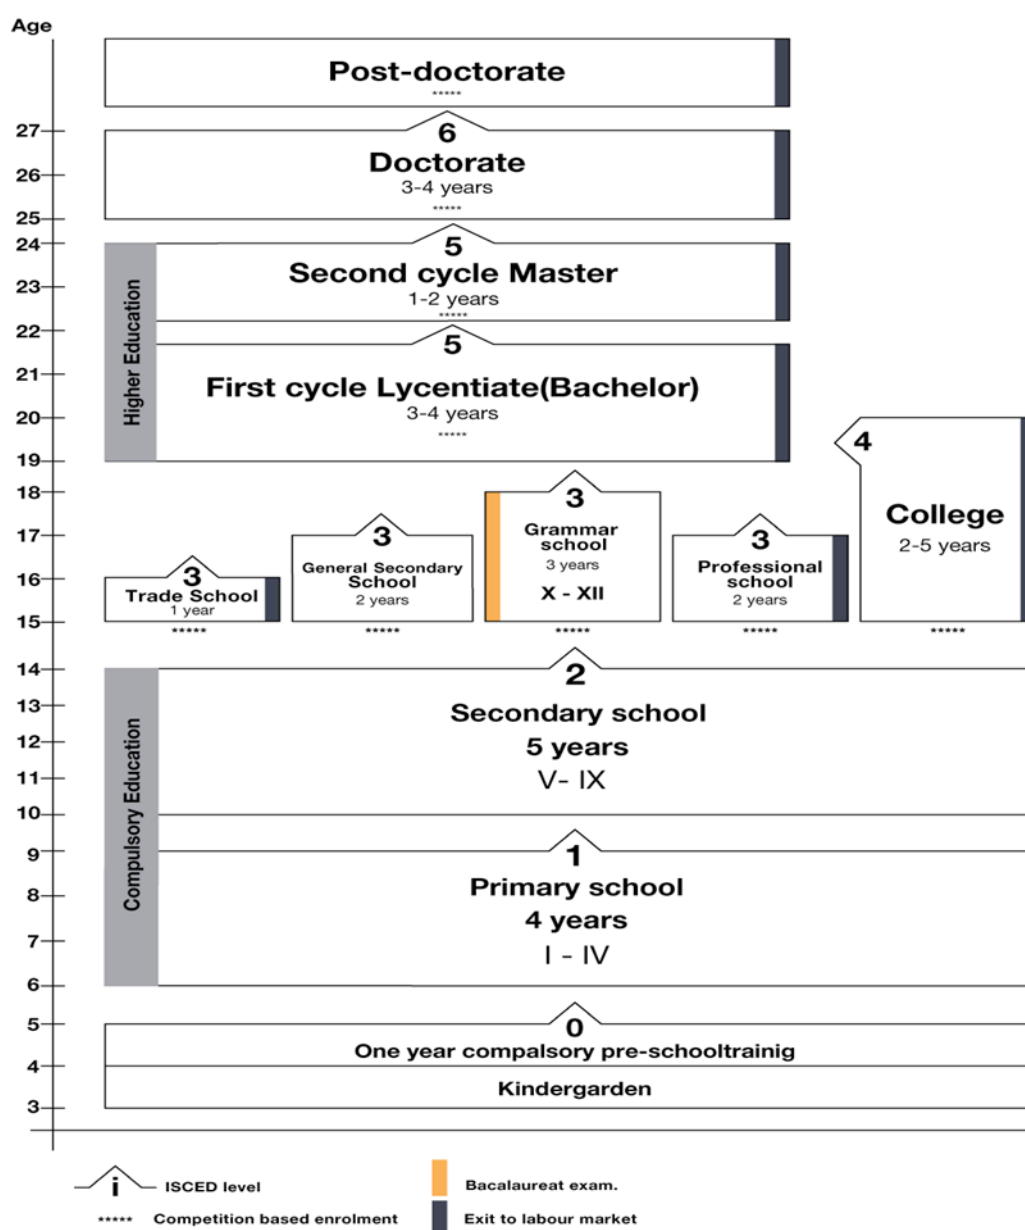 Age
Post-doctorate
*****
27
6
Doctorate
26
3-4 years
*****
25
24
5
Second cycle Master
23
1-2 years
*****
22
5
21
First cycle Lycentiate(Bachelor)
3-4 years
20
*****
19
Higher Education
4
College
2-5 years
18
3
Grammar
school
3 years
X - XII
17
3
General Secondary
School
2 years
3
Professional
school
2 years
16
3
Trade School
1 year
15
***** ***** ***** ***** *****
14
2
13
Secondary school
12
5 years
11
V- IX
10
Compulsory Education
9
1
8
Primary school
4 years
7
I - IV
6
5
0
One year compalsory pre-schooltrainig
4
Kindergarden
3
i ISCED level
Bacalaureat exam.
***** Competition based enrolment
Exit to labour market